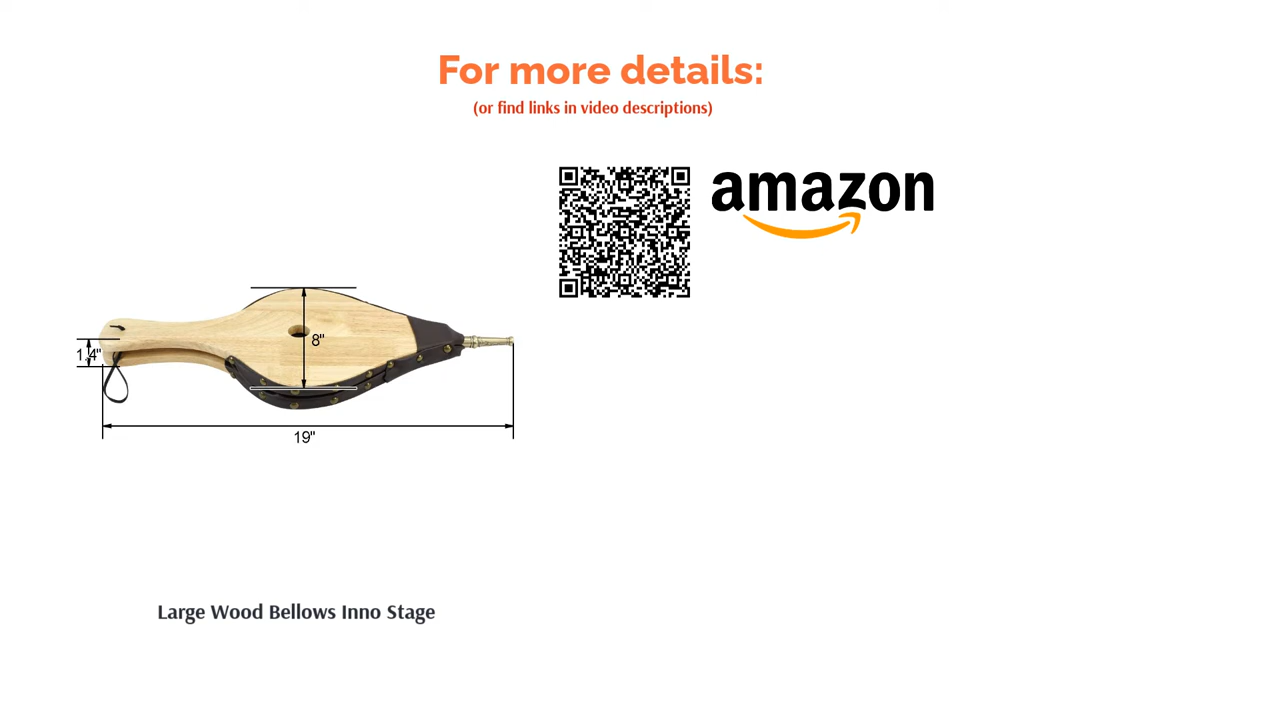 For more details:
(or find links in video descriptions)
amazon
8"
1.4"
19"
Large Wood Bellows Inno Stage